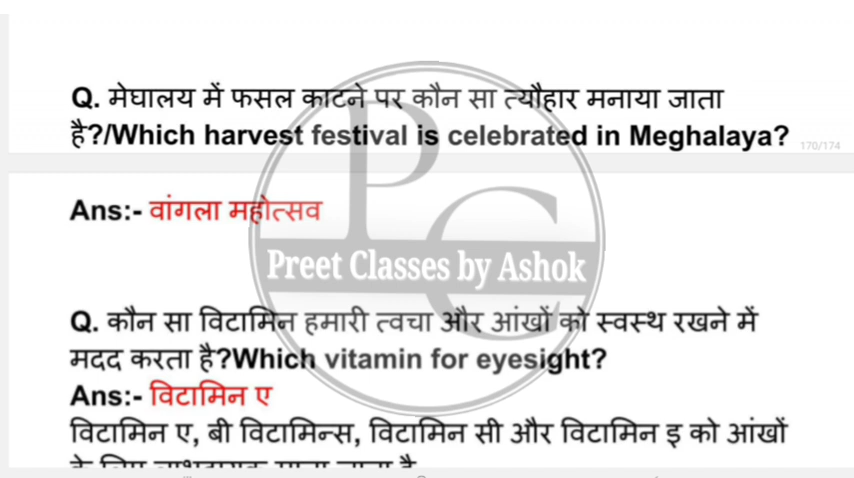 Q. मेघालय में फसल काटने पर कौन सा त्यौहार मनाया जाता
है?/Which harvest festival is celebrated in Meghalaya?
170/174
Ans:- वांगला महोत्सव
PC
Preet Classes by Ashok
Q. कौन सा विटामिन हमारी त्वचा और आंखों को स्वस्थ रखने में
मदद करता है?Which vitamin for eyesight?
Ans:- विटामिन ए
विटामिन ए, बी विटामिन्स, विटामिन सी और विटामिन इ को आंखों